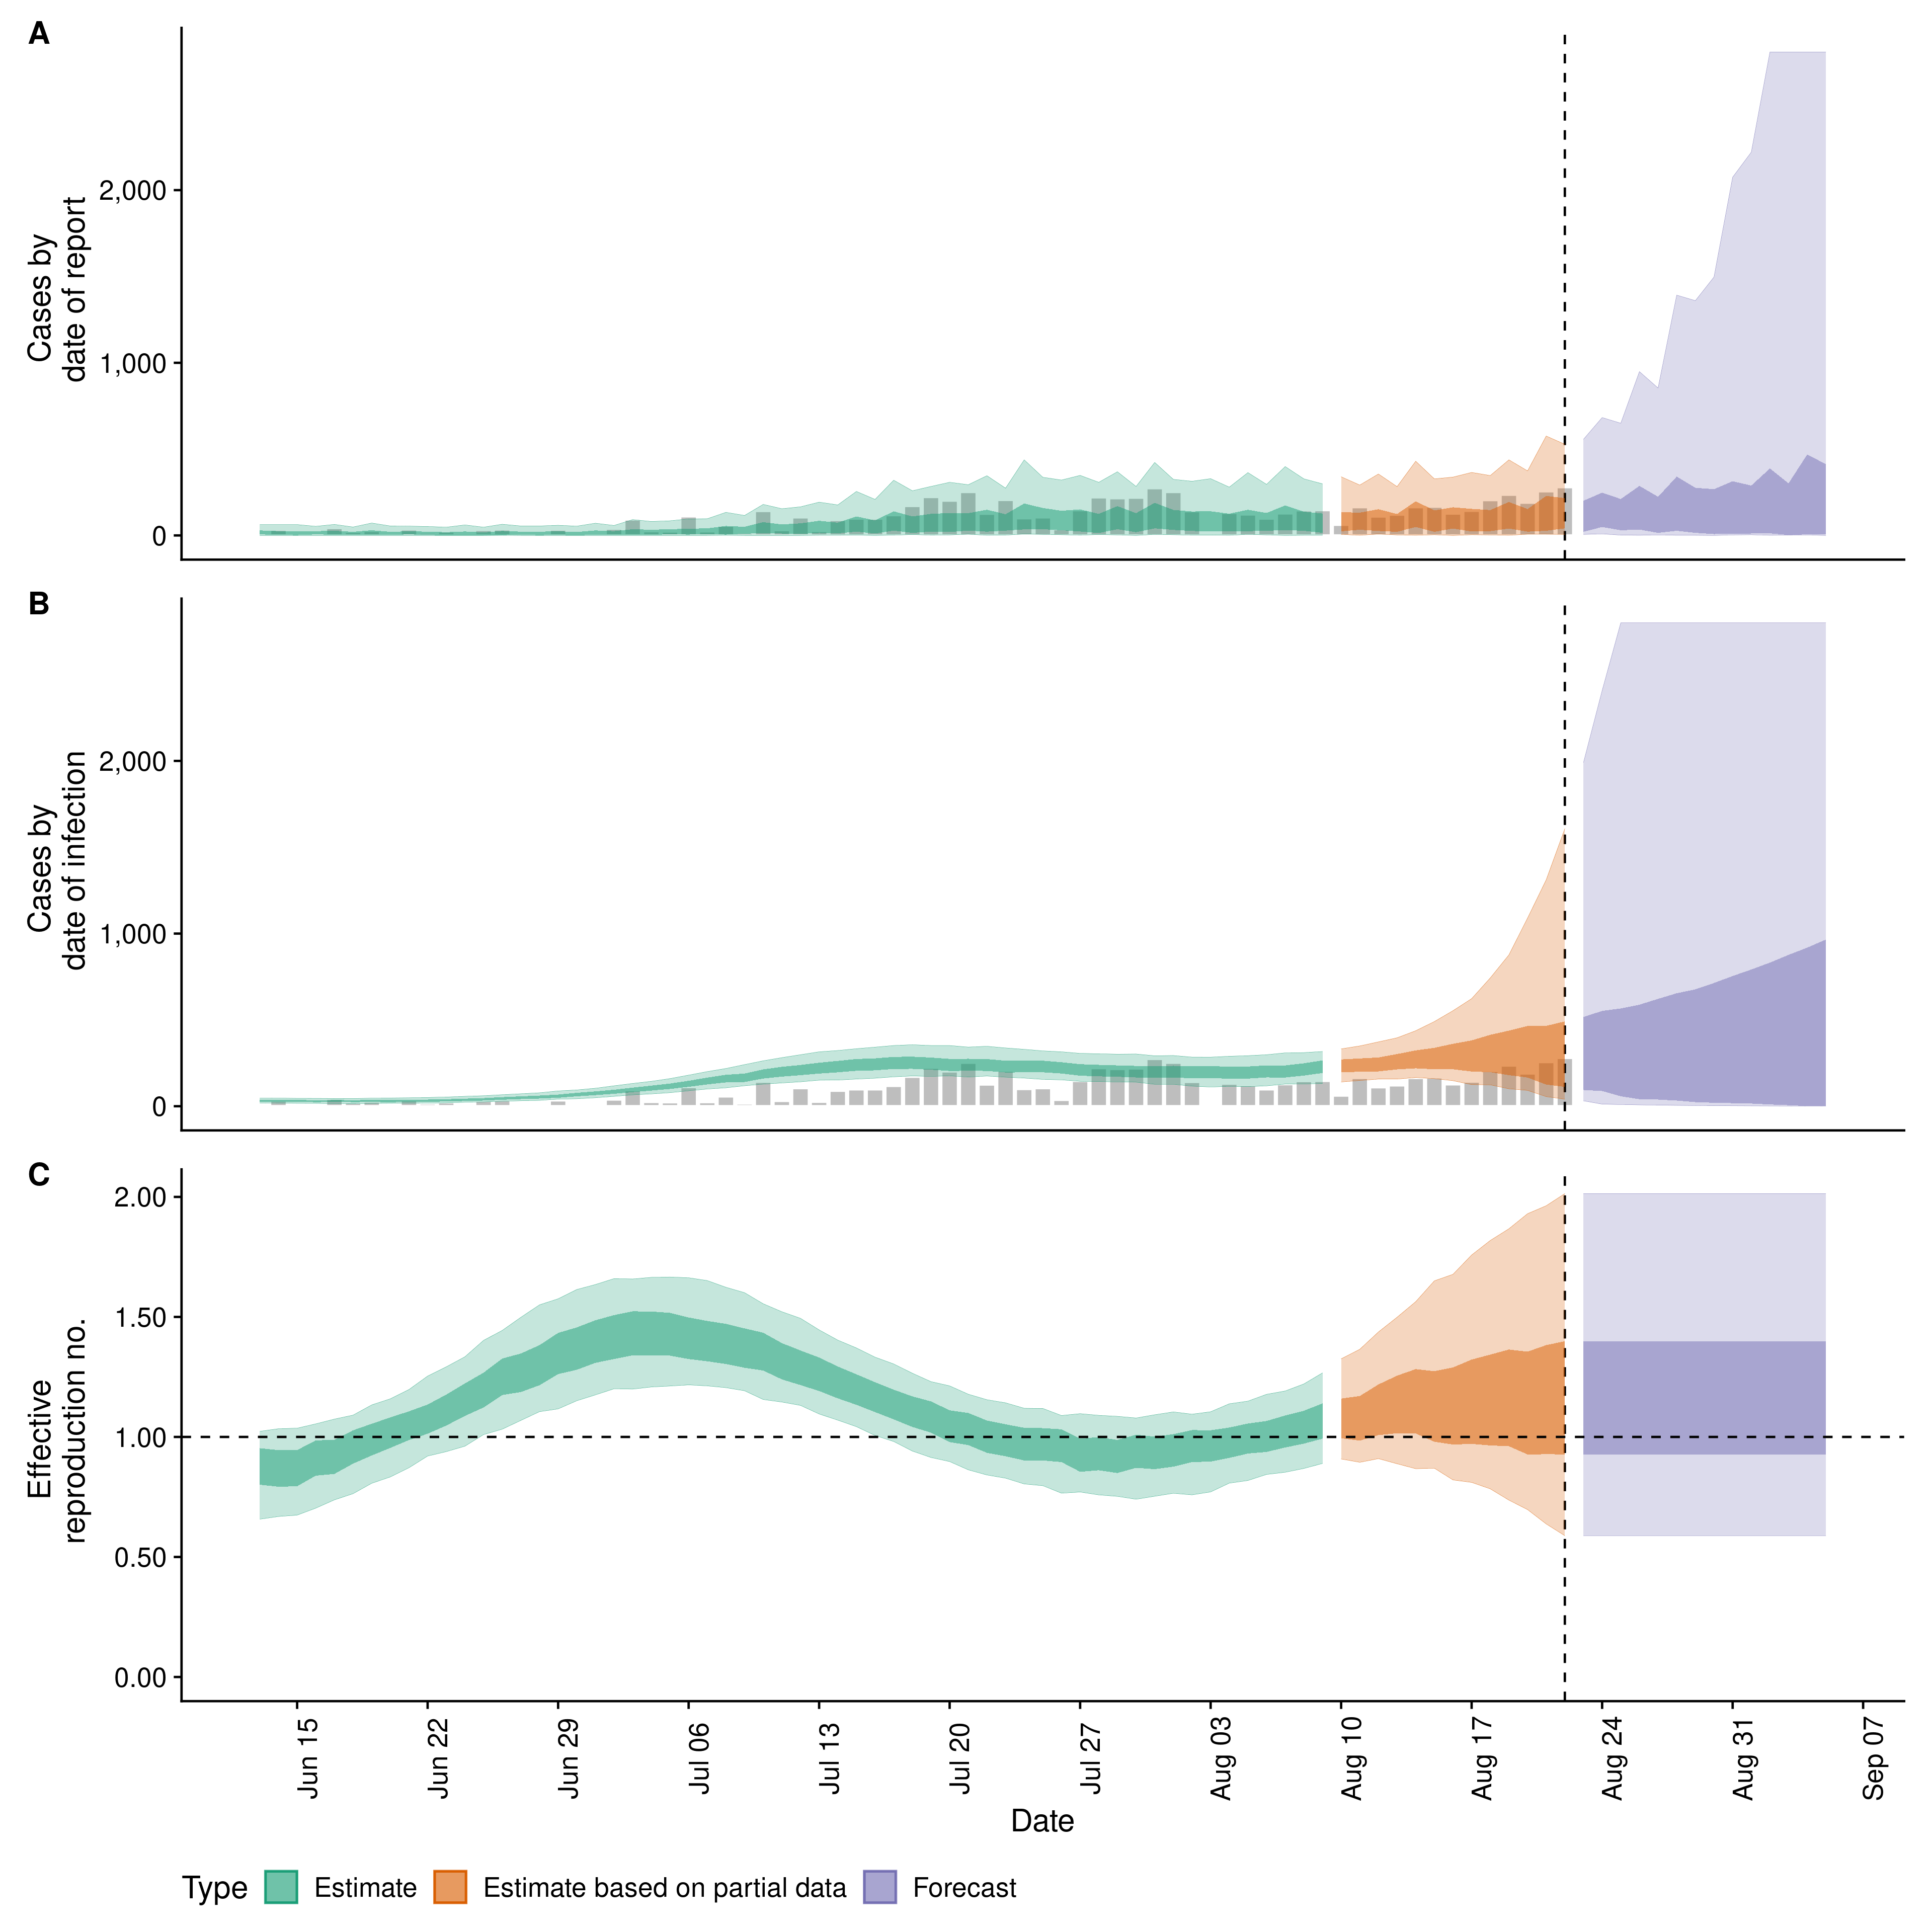 A
Cases by
date of report
2,000
1,000
0
B
Cases by
date of infection
2,000
1,000
0
C
Effective
reproduction no.
2.00
1.50
1.00
0.50
0.00
Jun 15
Jun 22
Jun 29
Jul 06
Jul 13
Jul 20
Jul 27
Aug 03
Aug 10
Aug 17
Aug 24
Aug 31
Sep 07
Date
Type Estimate Estimate based on partial data Forecast